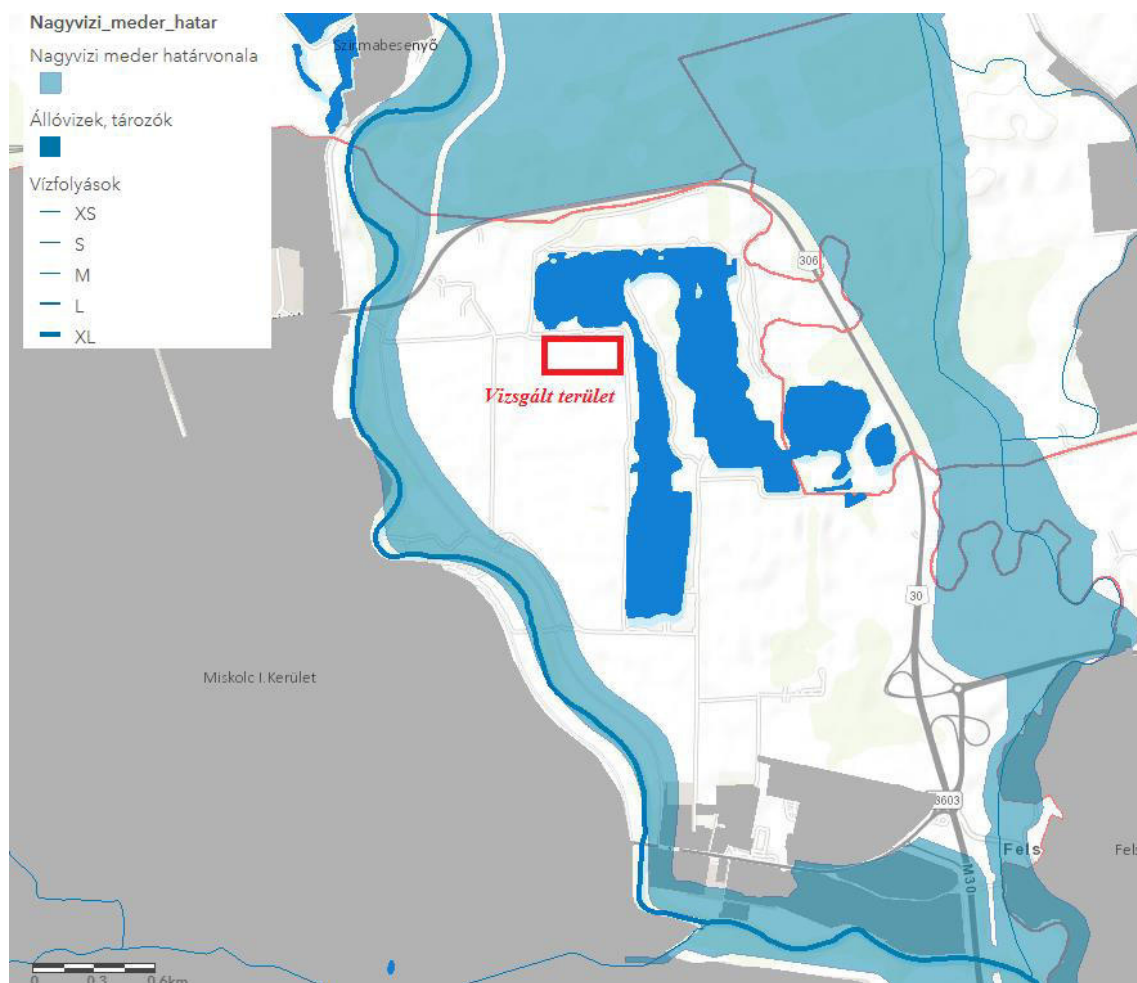 Nagyvizi_meder_hatar
Nagyvizi meder határvonala
Állóvizek, tározók
Vízfolyások
XS
S
M
L
XL
Szirmabesenyő
306
Vizsgált terület
30
Miskolc I. Kerület
3603
Fels
Fels
M30
0 0.3 0.6km